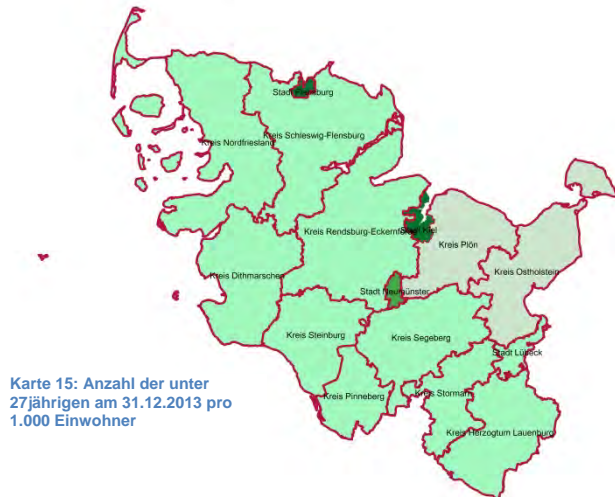 Stadt Flensburg
Kreis Schleswig-Flensburg
Kreis Nordfriesland
Kreis Rendsburg-Eckernförde
Stadt Kiel
Kreis Plön
Kreis Ostholstein
Kreis Dithmarschen
Stadt Neumünster
Kreis Steinburg
Kreis Segeberg
Stadt Lübeck
Kreis Pinneberg
Kreis Stormarn
Kreis Herzogtum Lauenburg
Karte 15: Anzahl der unter
27jährigen am 31.12.2013 pro
1.000 Einwohner